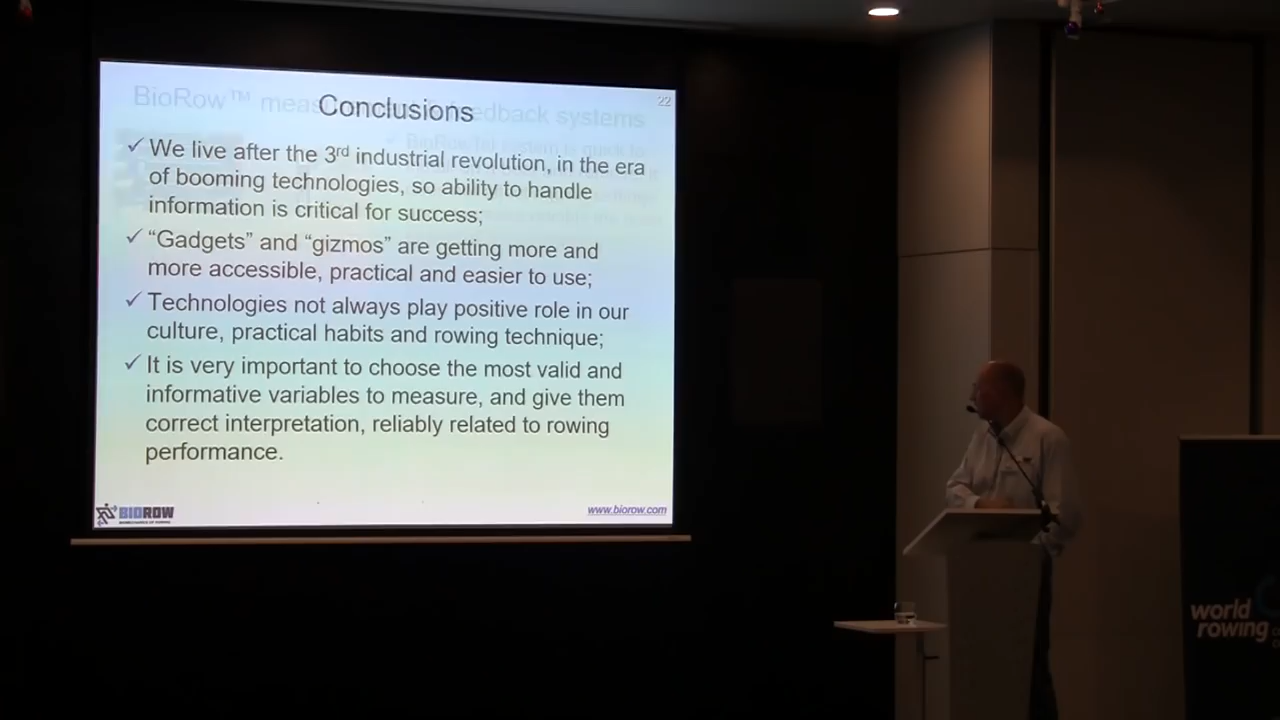 BioRow™ meas edback systems
22
Conclusions
✓ We live after the 3rd industrial revolution, in the era
of booming technologies, so ability to handle
information is critical for success;
✓ “Gadgets” and “gizmos” are getting more and
more accessible, practical and easier to use;
✓ Technologies not always play positive role in our
culture, practical habits and rowing technique;
✓ It is very important to choose the most valid and
informative variables to measure, and give them
correct interpretation, reliably related to rowing
performance.
BIOROW
www.biorow.com
world
rowing